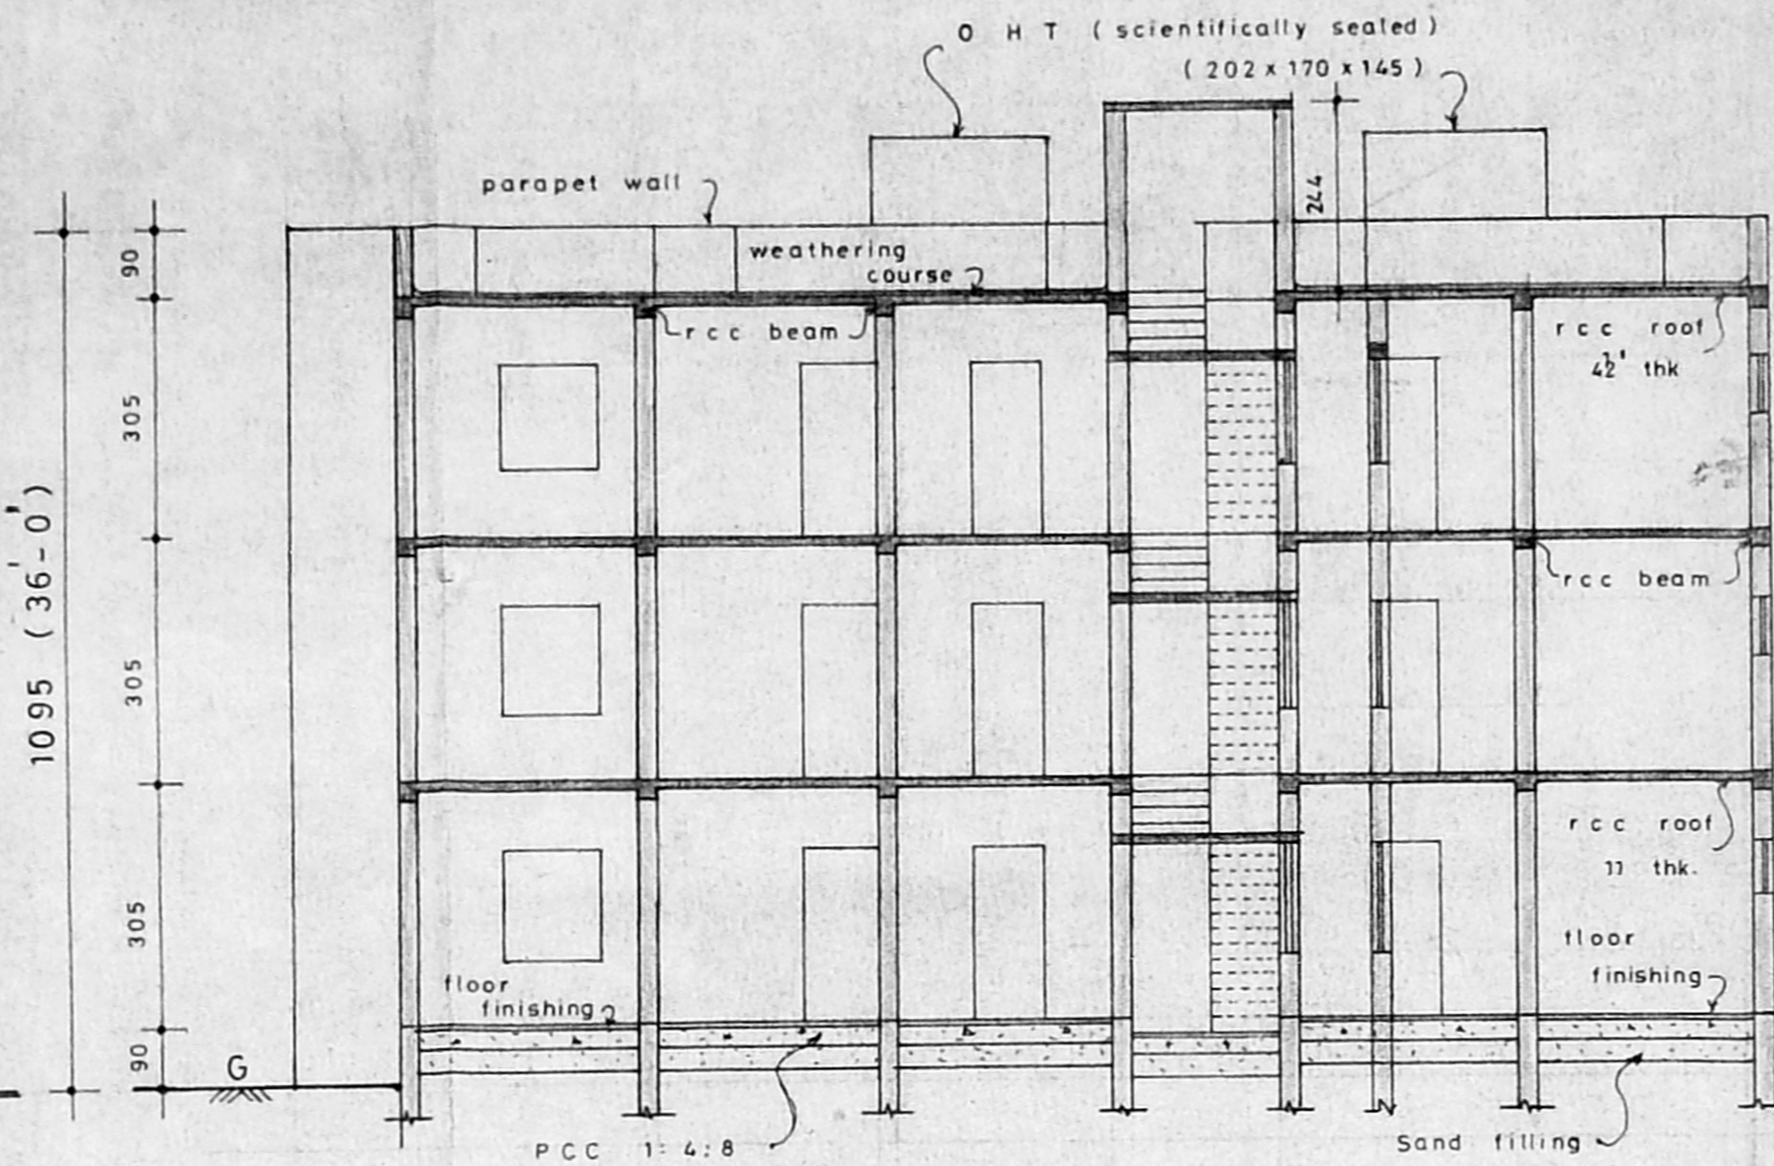 O H T ( scientifically sealed )
( 202 x 170 x 145 )
parapet wall
244
90
weathering
course
rcc beam
rcc roof
4½" thk
305
1095 (36'-0")
rcc beam
305
rcc roof
" thk.
305
floor
finishing
floor
finishing
90
G
PCC 1: 4:8
Sand filling